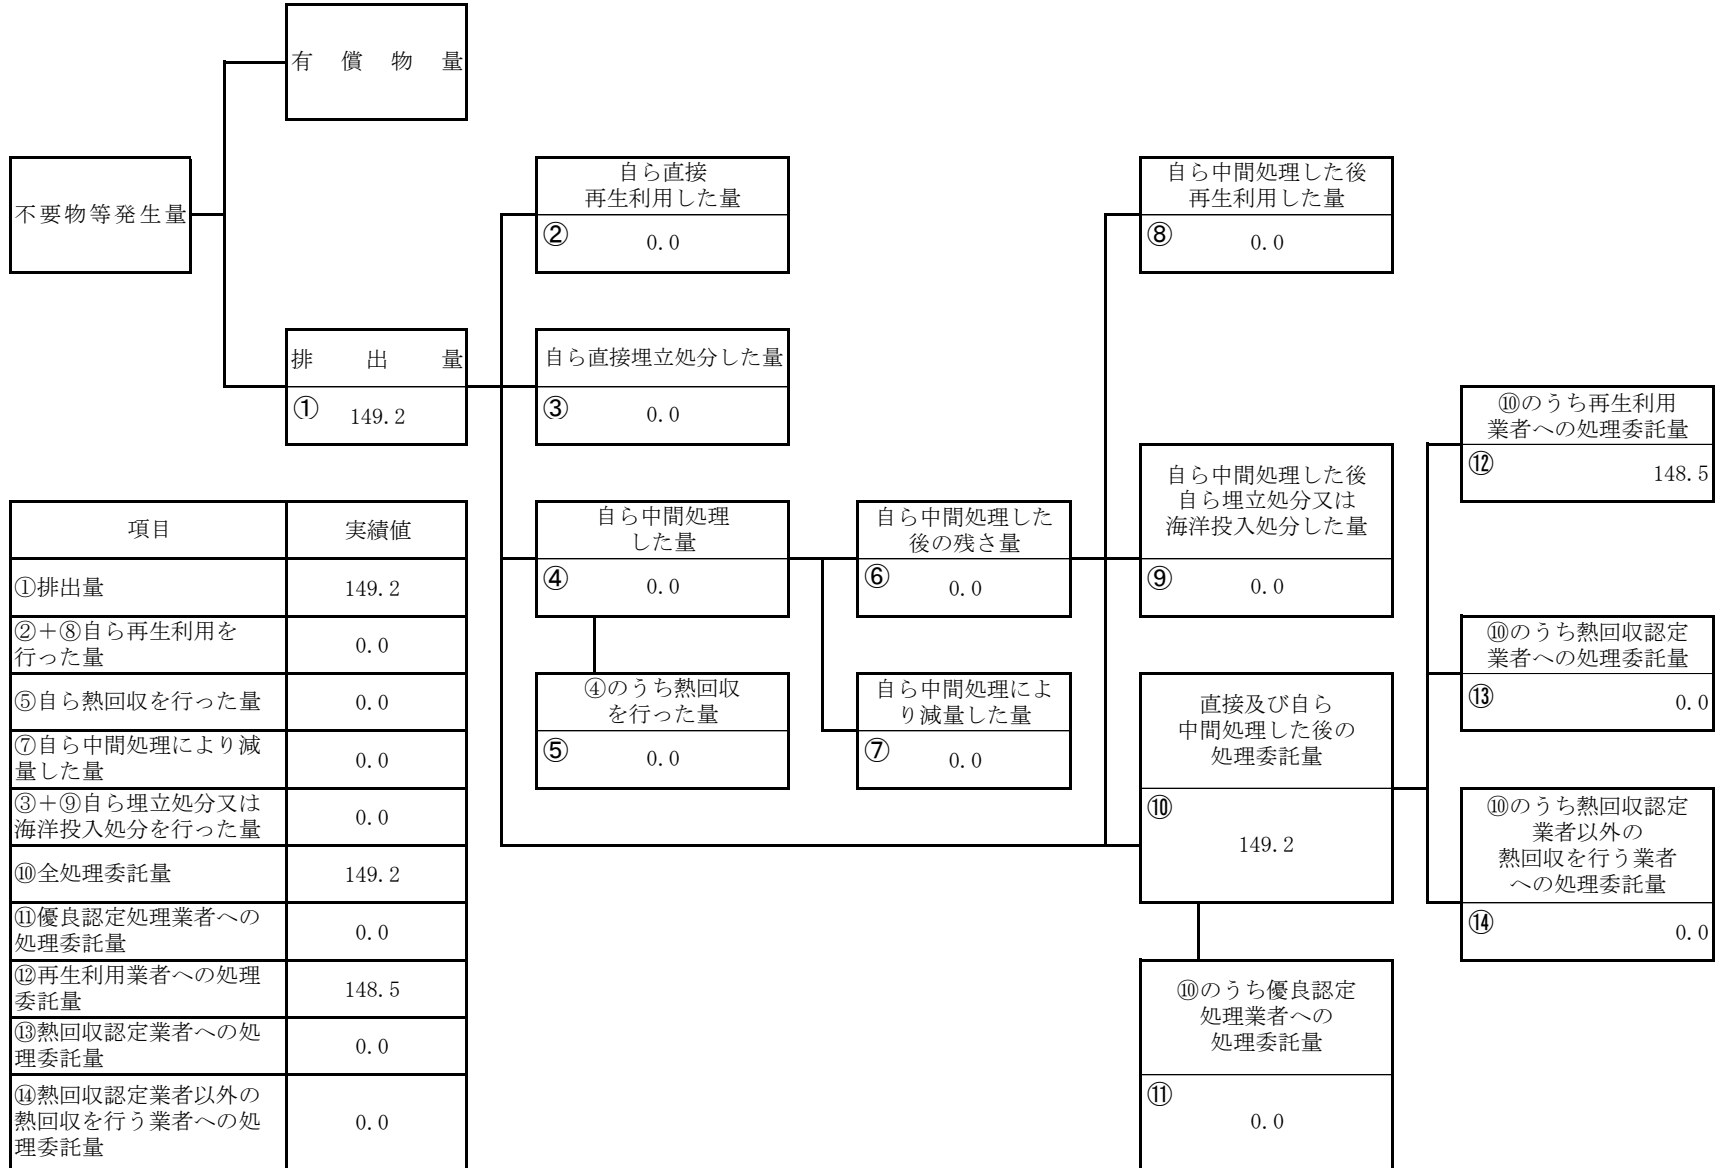 有償物量
不要物等発生量
排出量
① 149.2
自ら直接
再生利用した量
② 0.0
自ら直接埋立処分した量
③ 0.0
自ら中間処理
した量
④ 0.0
④のうち熱回収
を行った量
⑤ 0.0
自ら中間処理した
後の残さ量
⑥ 0.0
自ら中間処理によ
り減量した量
⑦ 0.0
自ら中間処理した後
再生利用した量
⑧ 0.0
自ら中間処理した後
自ら埋立処分又は
海洋投入処分した量
⑨ 0.0
直接及び自ら
中間処理した後の
処理委託量
⑩
149.2
⑩のうち優良認定
処理業者への
処理委託量
⑪
0.0
⑩のうち再生利用
業者への処理委託量
⑫ 148.5
⑩のうち熱回収認定
業者への処理委託量
⑬ 0.0
⑩のうち熱回収認定
業者以外の
熱回収を行う業者
への処理委託量
⑭ 0.0
項目 実績値
①排出量 149.2
②＋⑧自ら再生利用を
行った量 0.0
⑤自ら熱回収を行った量 0.0
⑦自ら中間処理により減
量した量 0.0
③＋⑨自ら埋立処分又は
海洋投入処分を行った量 0.0
⑩全処理委託量 149.2
⑪優良認定処理業者への
処理委託量 0.0
⑫再生利用業者への処理
委託量 148.5
⑬熱回収認定業者への処
理委託量 0.0
⑭熱回収認定業者以外の
熱回収を行う業者への処
理委託量 0.0